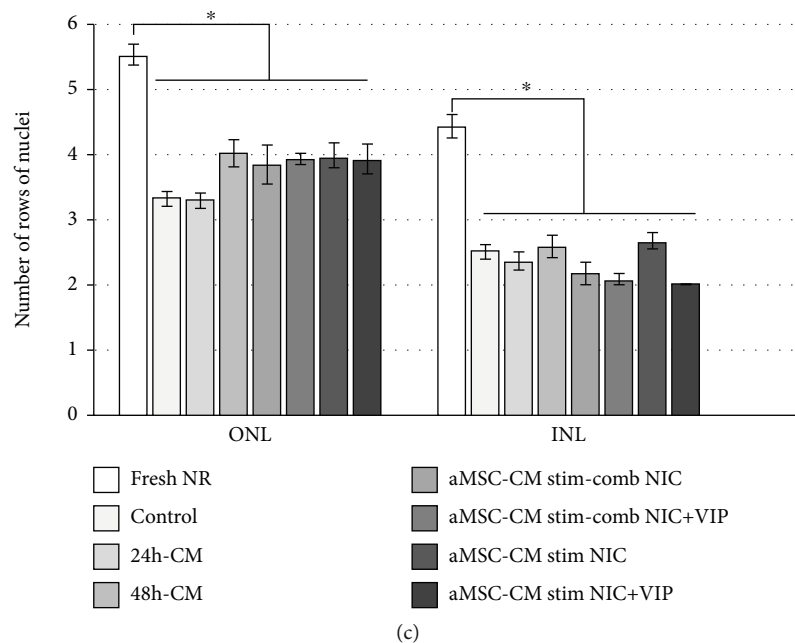 6
5
4
3
2
1
0
Number of rows of nuclei
*
*
ONL
INL
Fresh NR
Control
24h-CM
48h-CM
aMSC-CM stim-comb NIC
aMSC-CM stim-comb NIC+VIP
aMSC-CM stim NIC
aMSC-CM stim NIC+VIP
(c)